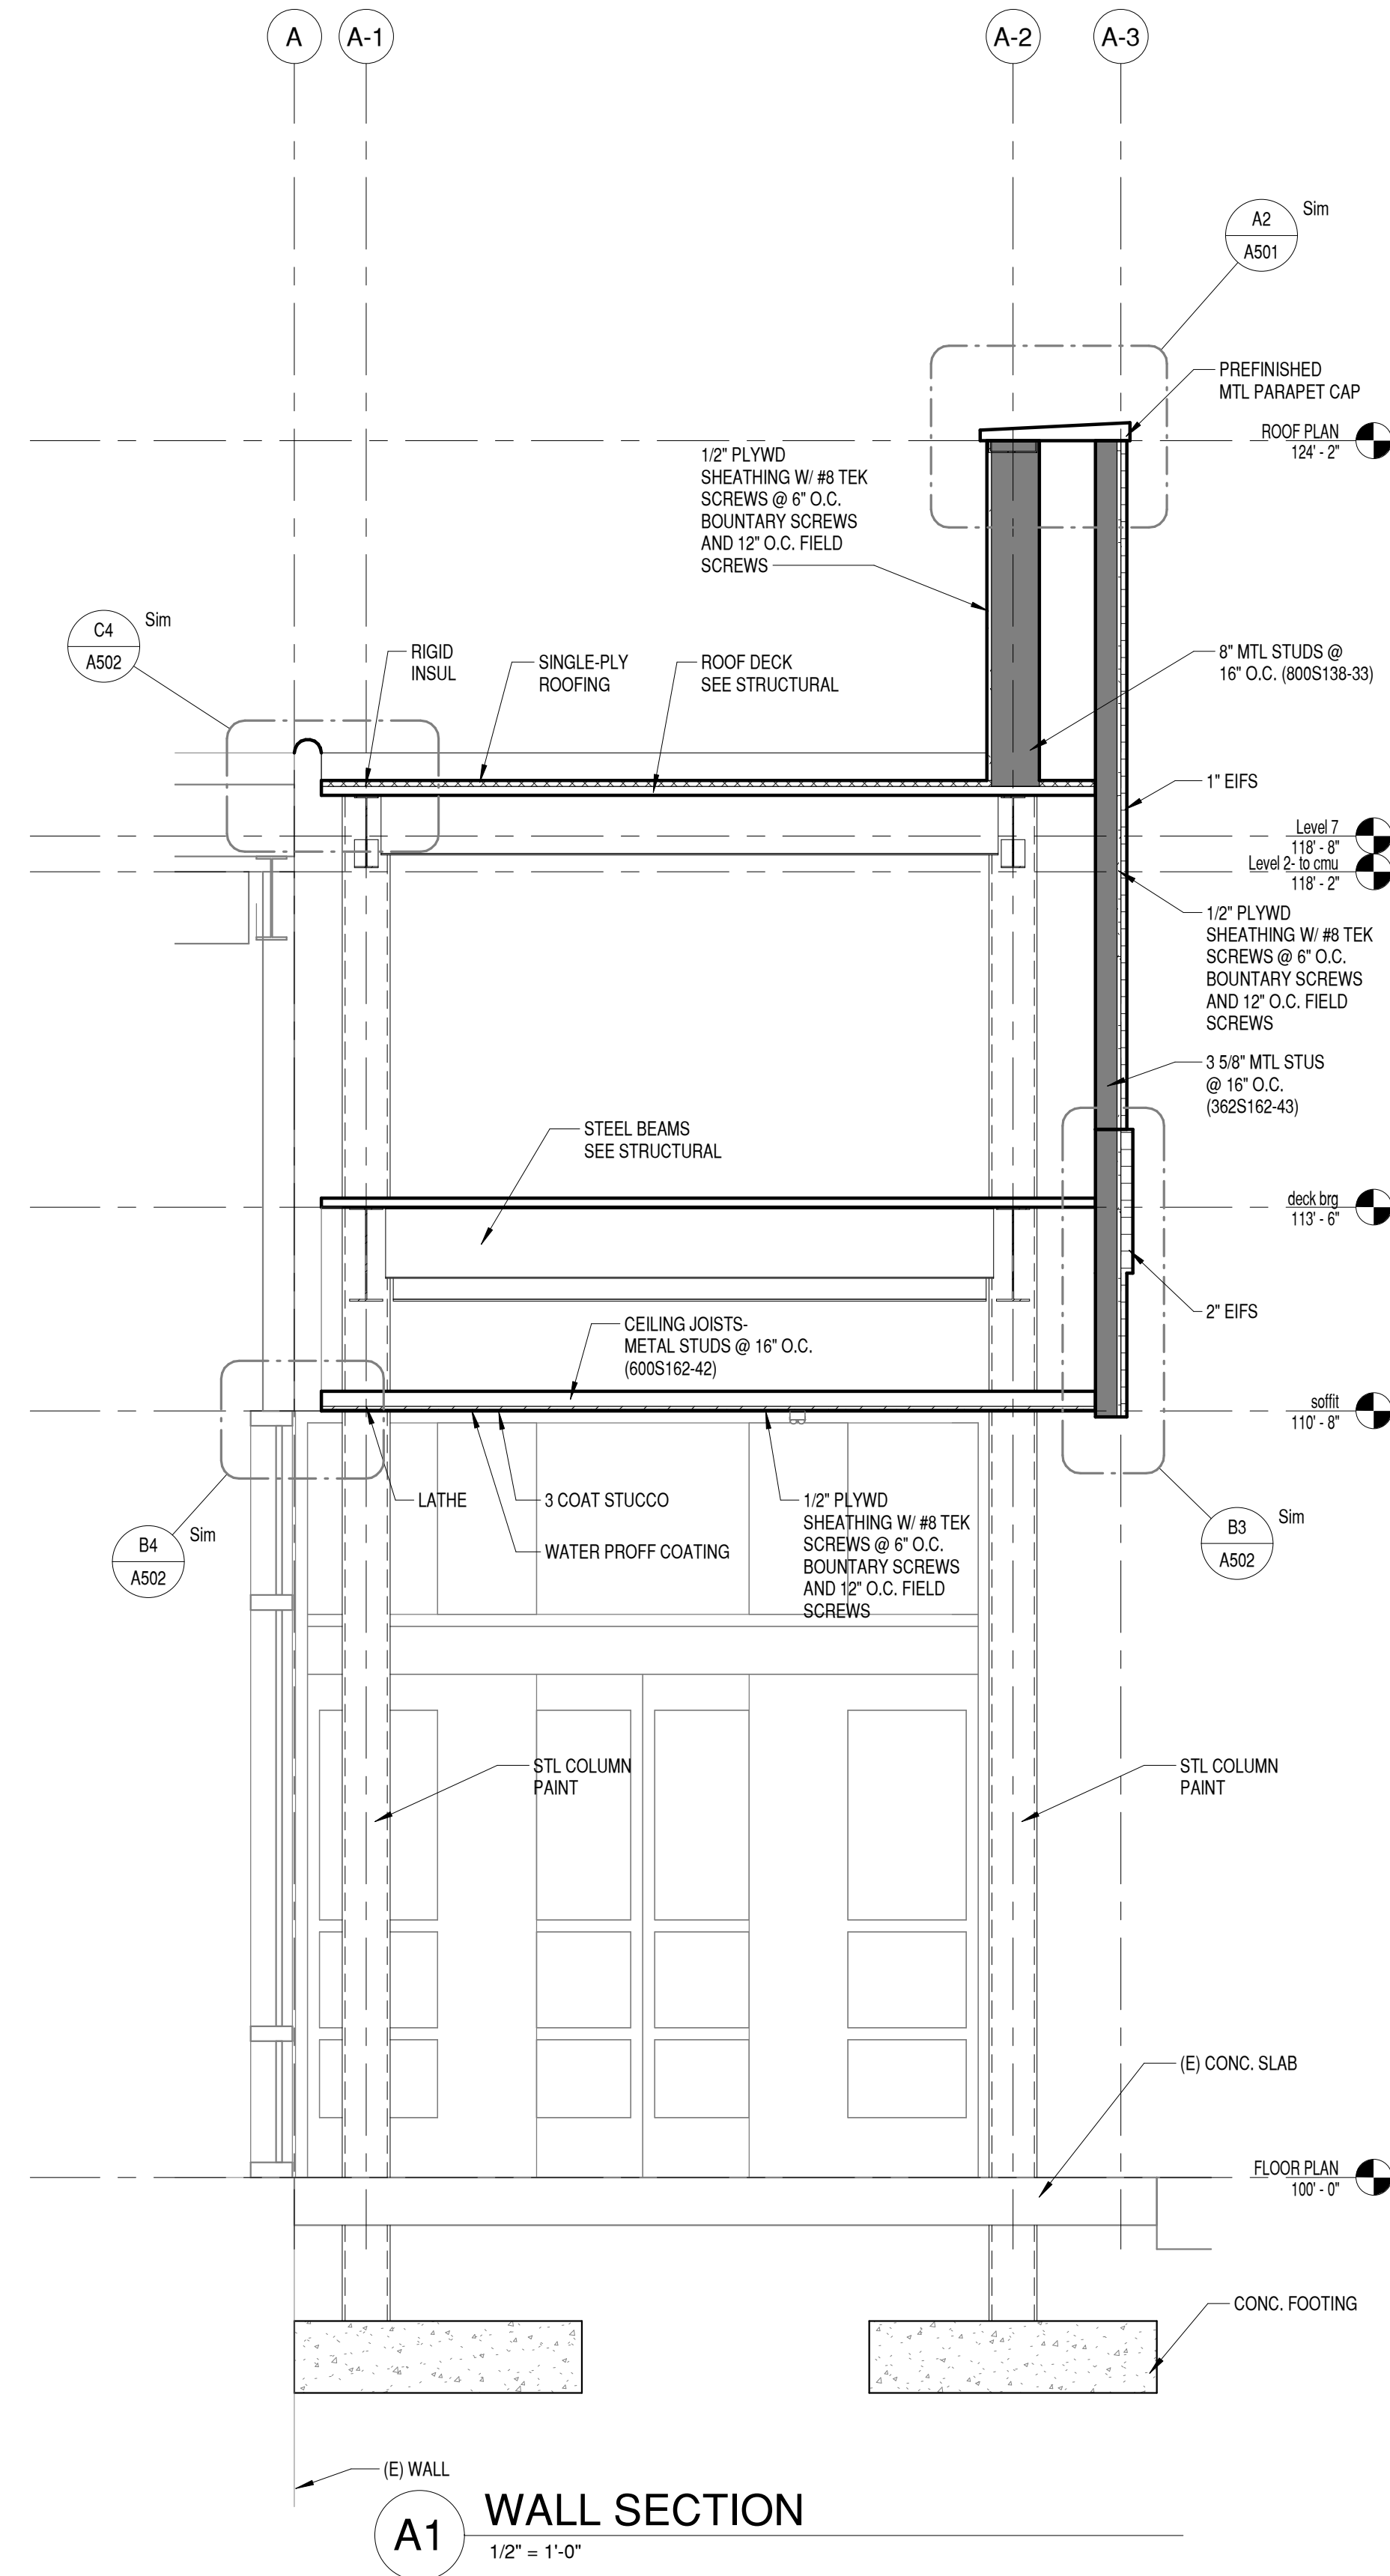 A
A-1
A-2
A-3
A2
A501
Sim
PREFINISHED
MTL PARAPET CAP
ROOF PLAN
124' - 2"
1/2" PLYWD
SHEATHING W/ #8 TEK
SCREWS @ 6" O.C.
BOUNTARY SCREWS
AND 12" O.C. FIELD
SCREWS
C4
A502
Sim
RIGID
INSUL
SINGLE-PLY
ROOFING
ROOF DECK
SEE STRUCTURAL
8" MTL STUDS @
16" O.C. (800S138-33)
1" EIFS
Level 7
118' - 8"
Level 2- to cmu
118' - 2"
1/2" PLYWD
SHEATHING W/ #8 TEK
SCREWS @ 6" O.C.
BOUNTARY SCREWS
AND 12" O.C. FIELD
SCREWS
3 5/8" MTL STUS
@ 16" O.C.
(362S162-43)
STEEL BEAMS
SEE STRUCTURAL
deck brg
113' - 6"
2" EIFS
CEILING JOISTS-
METAL STUDS @ 16" O.C.
(600S162-42)
soffit
110' - 8"
LATHE
3 COAT STUCCO
WATER PROFF COATING
1/2" PLYWD
SHEATHING W/ #8 TEK
SCREWS @ 6" O.C.
BOUNTARY SCREWS
AND 12" O.C. FIELD
SCREWS
B4
A502
Sim
B3
A502
Sim
STL COLUMN
PAINT
STL COLUMN
PAINT
(E) CONC. SLAB
FLOOR PLAN
100' - 0"
CONC. FOOTING
(E) WALL
A1
WALL SECTION
1/2" = 1'-0"